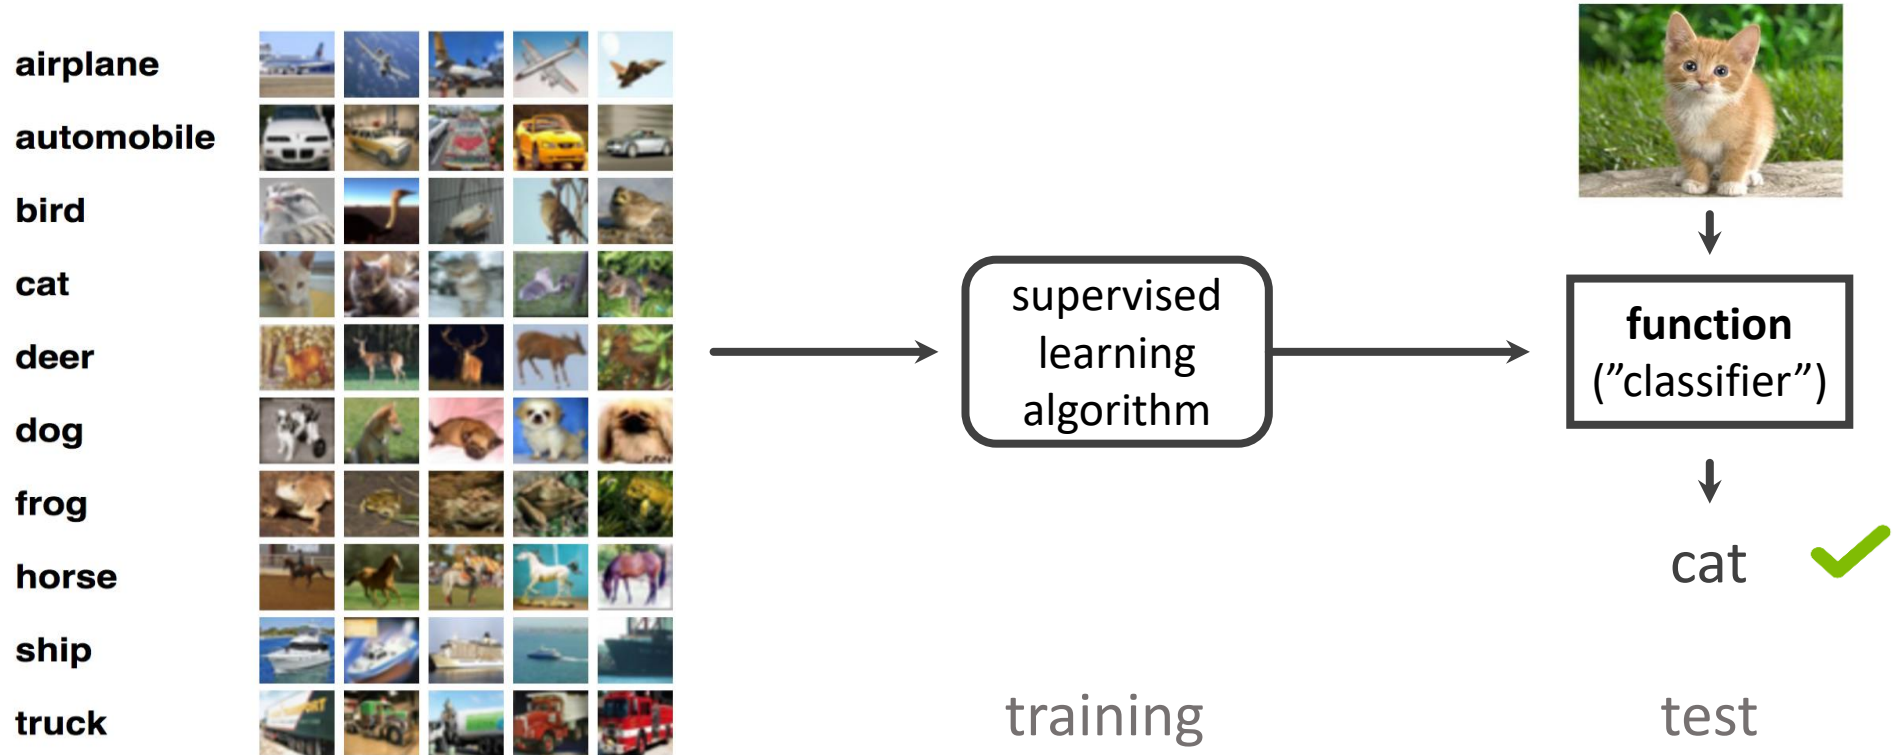 airplane
automobile
bird
cat
deer
dog
frog
horse
ship
truck
supervised
learning
algorithm
training
function
(”classifier”)
cat
test